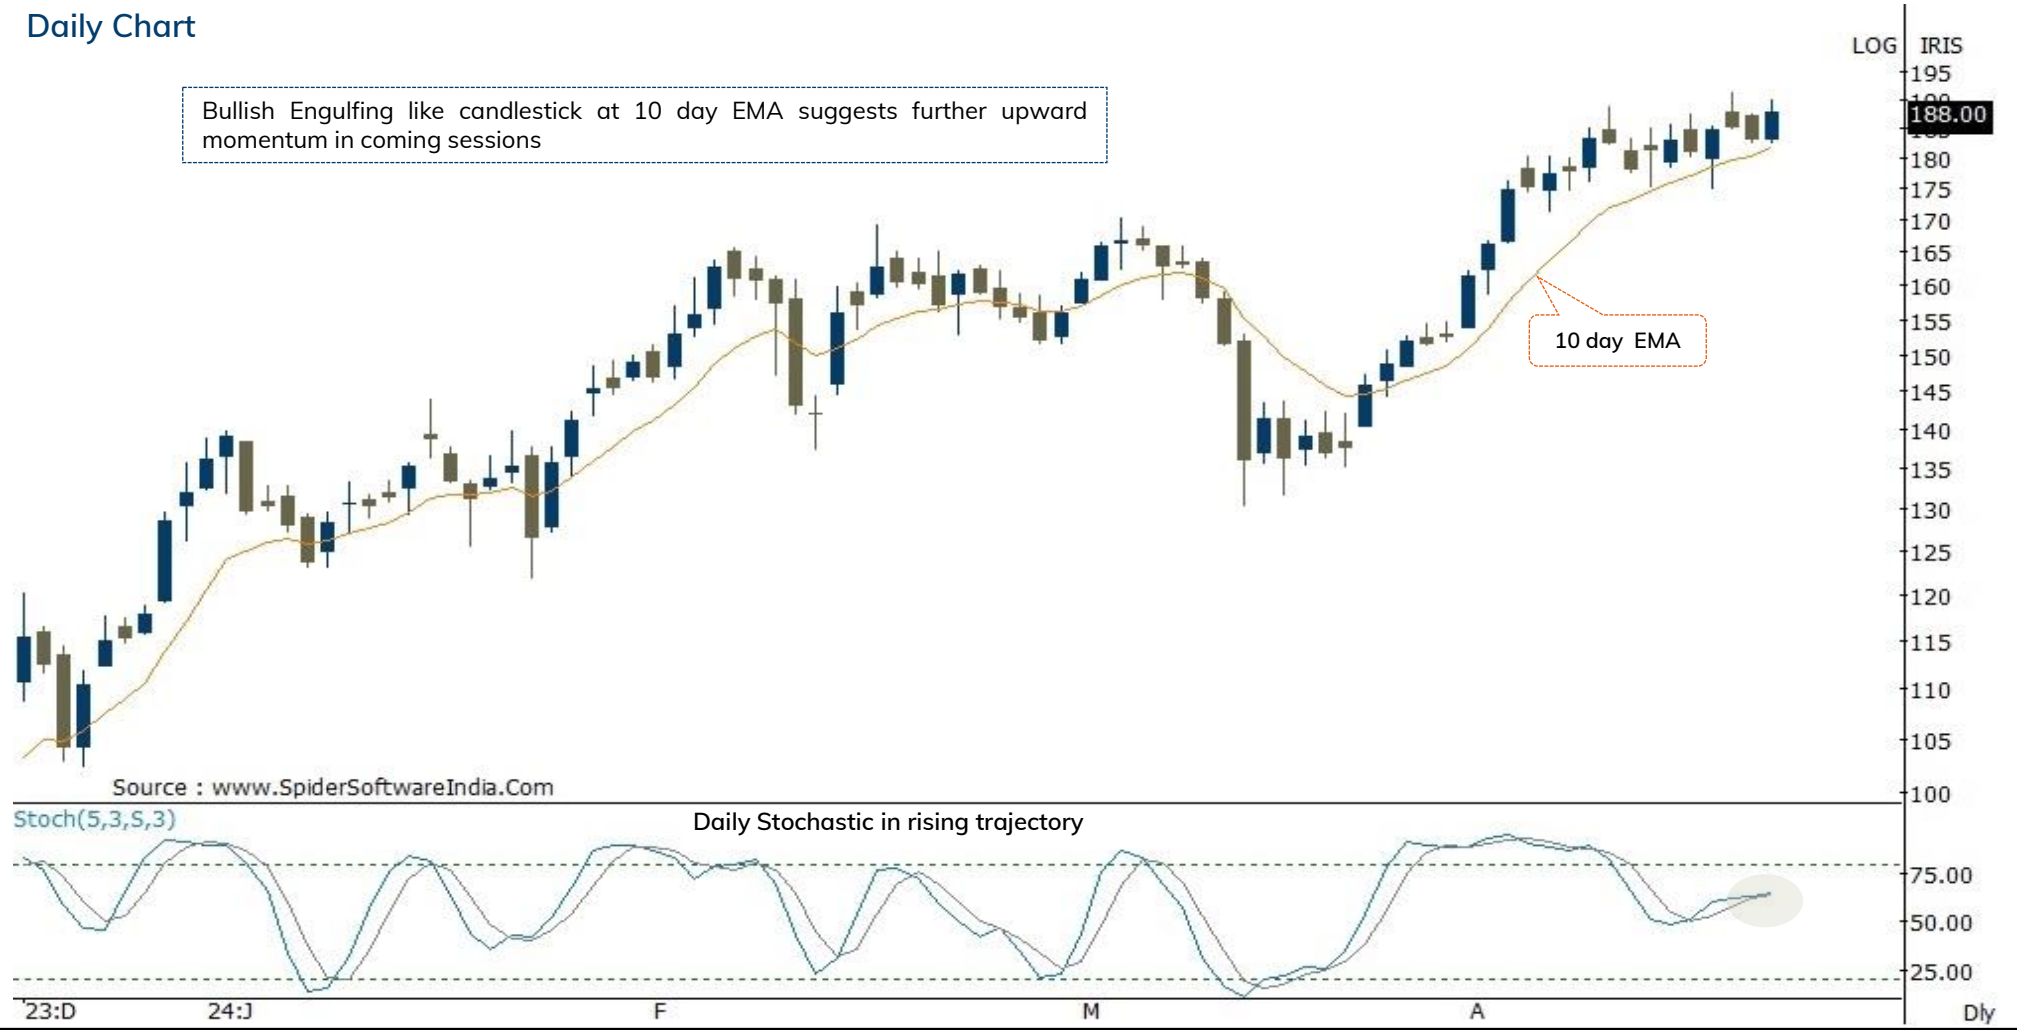 Daily Chart
LOG
IRIS
195
Bullish Engulfing like candlestick at 10 day EMA suggests further upward
momentum in coming sessions
188.00
180
175
170
165
160
155
10 day EMA
150
145
140
135
130
125
120
115
110
105
Source : www.SpiderSoftwareIndia.Com
100
Stoch(5,3,S,3)
Daily Stochastic in rising trajectory
75.00
50.00
25.00
'23:D
24:J
F
M
A
Dly